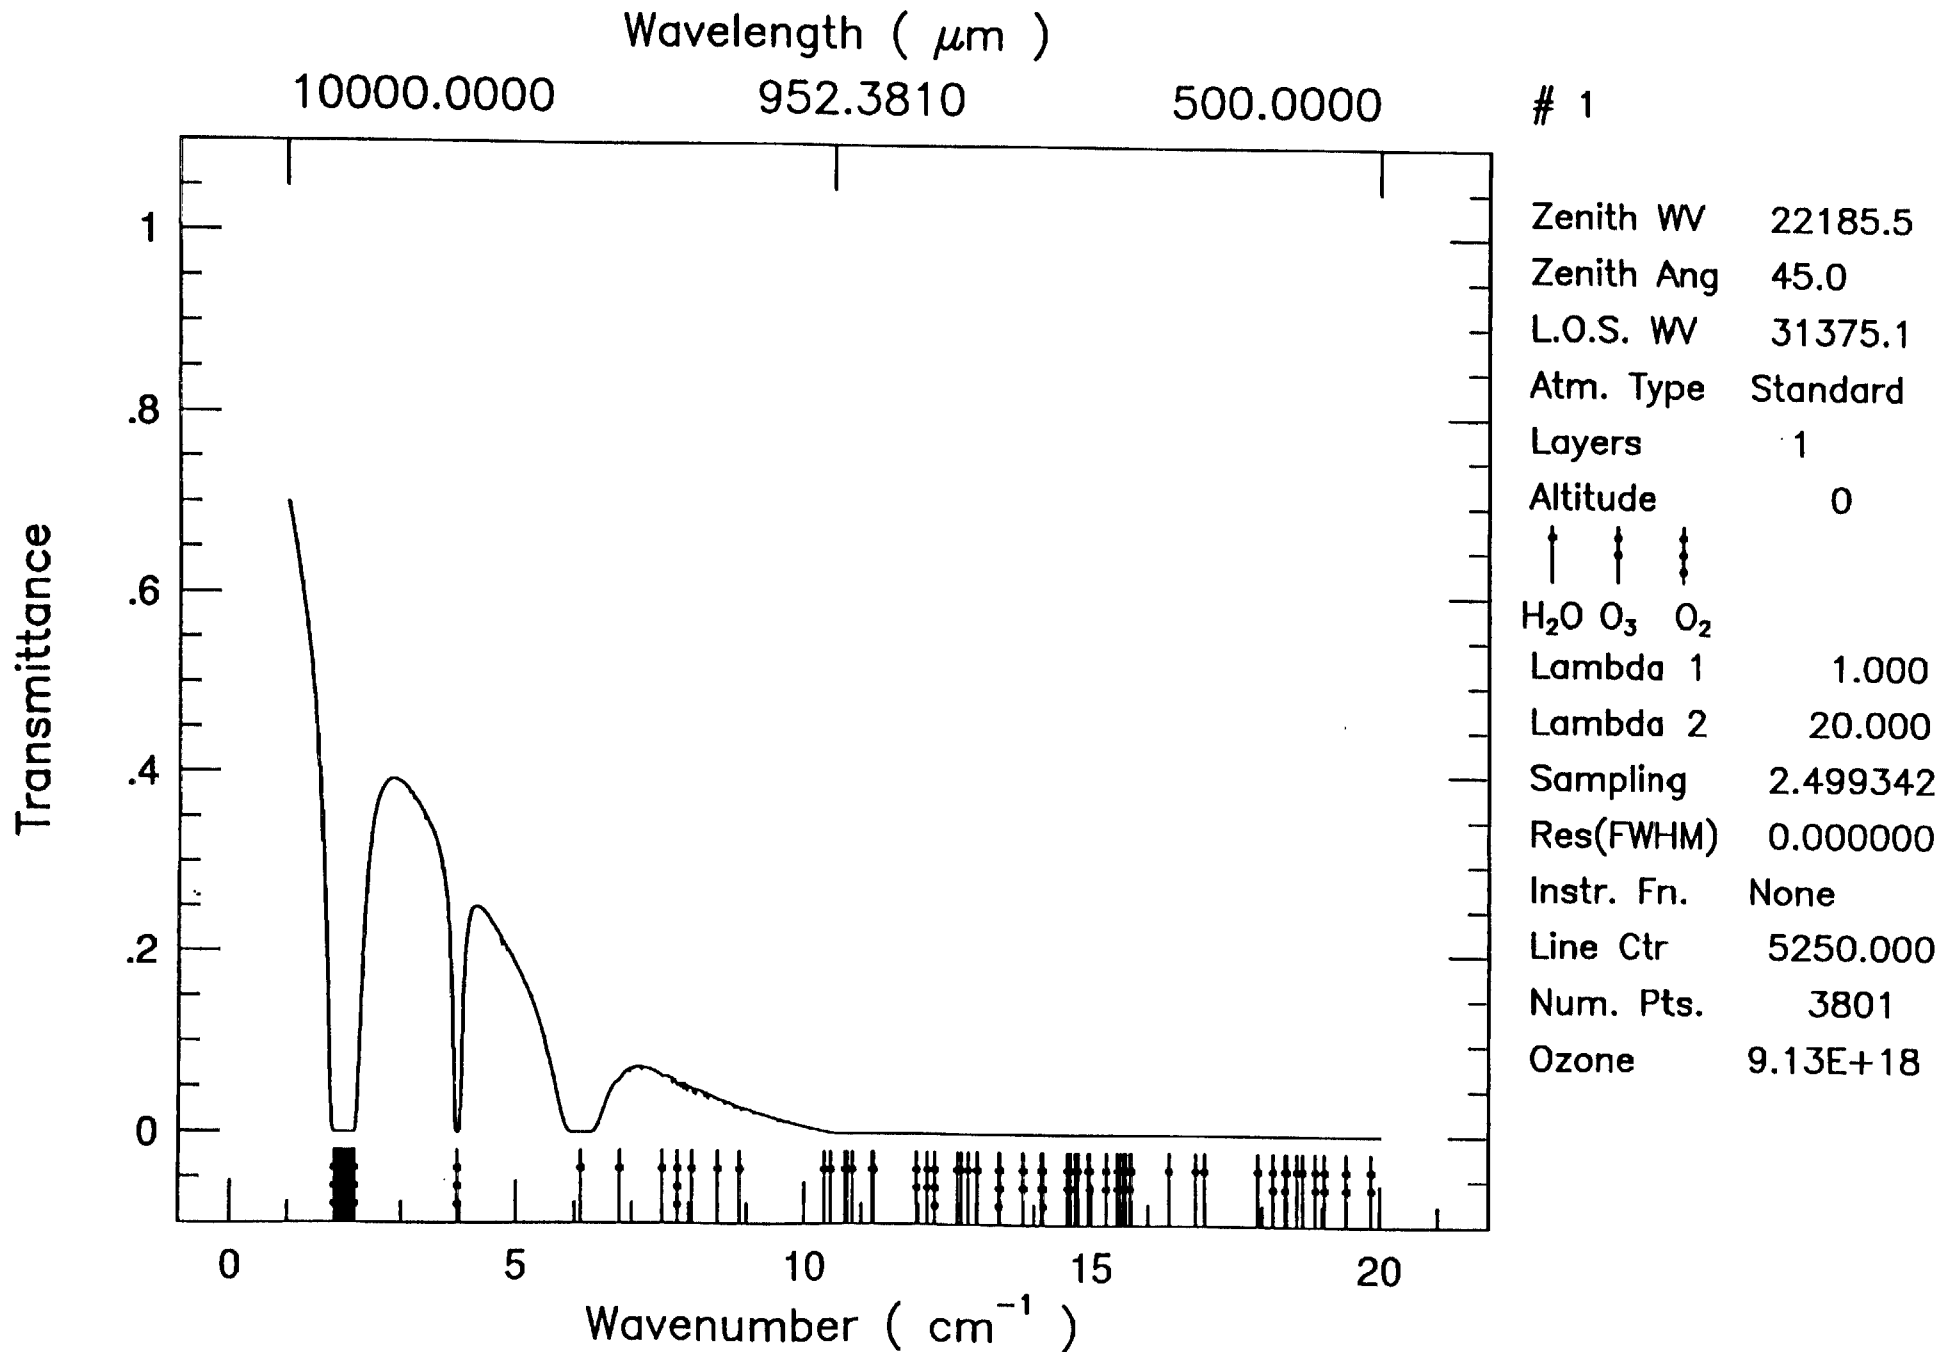 Wavelength ( μm )
10000.0000 952.3810 500.0000
# 1
1
.8
.6
.4
.2
0
Transmittance
0 5 10 15 20
Wavenumber ( cm⁻¹ )
Zenith WV 22185.5
Zenith Ang 45.0
L.O.S. WV 31375.1
Atm. Type Standard
Layers 1
Altitude 0
H₂O O₃ O₂
Lambda 1 1.000
Lambda 2 20.000
Sampling 2.499342
Res(FWHM) 0.000000
Instr. Fn. None
Line Ctr 5250.000
Num. Pts. 3801
Ozone 9.13E+18